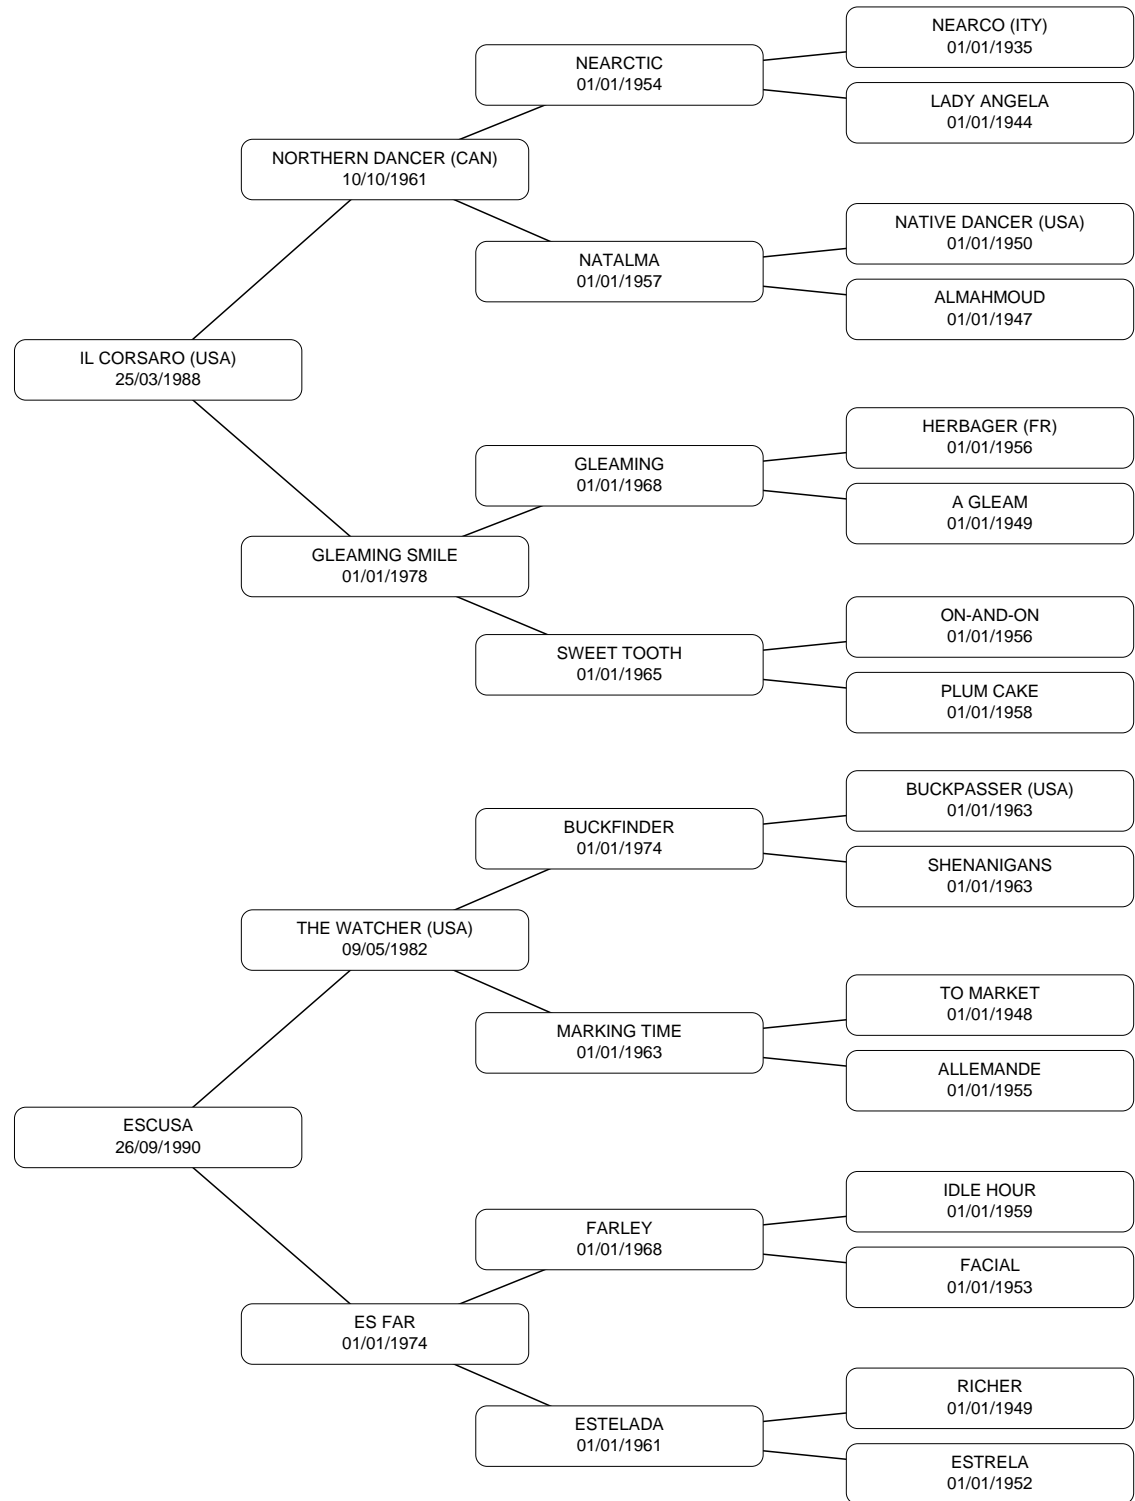 NEARCO (ITY)
01/01/1935
NEARCTIC
01/01/1954
LADY ANGELA
01/01/1944
NORTHERN DANCER (CAN)
10/10/1961
NATIVE DANCER (USA)
01/01/1950
NATALMA
01/01/1957
ALMAHMOUD
01/01/1947
IL CORSARO (USA)
25/03/1988
HERBAGER (FR)
01/01/1956
GLEAMING
01/01/1968
A GLEAM
01/01/1949
GLEAMING SMILE
01/01/1978
ON-AND-ON
01/01/1956
SWEET TOOTH
01/01/1965
PLUM CAKE
01/01/1958
BUCKPASSER (USA)
01/01/1963
BUCKFINDER
01/01/1974
SHENANIGANS
01/01/1963
THE WATCHER (USA)
09/05/1982
TO MARKET
01/01/1948
MARKING TIME
01/01/1963
ALLEMANDE
01/01/1955
ESCUSA
26/09/1990
IDLE HOUR
01/01/1959
FARLEY
01/01/1968
FACIAL
01/01/1953
ES FAR
01/01/1974
RICHER
01/01/1949
ESTELADA
01/01/1961
ESTRELA
01/01/1952